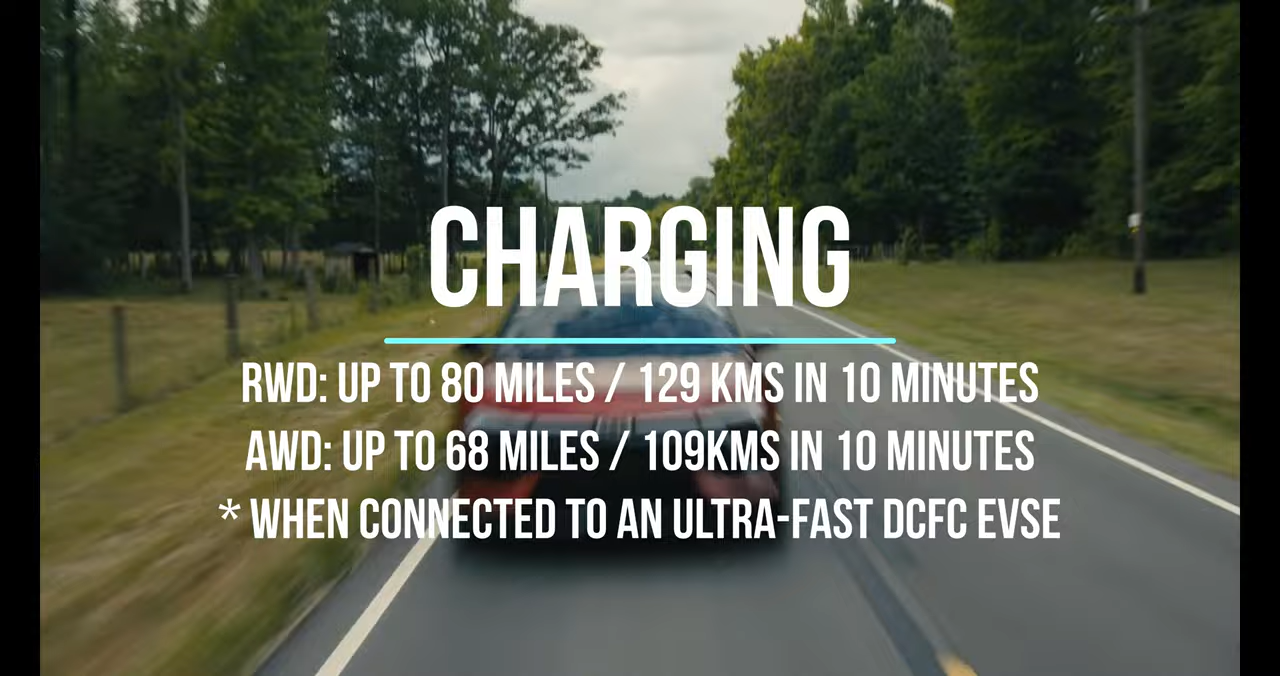 CHARGING
RWD: UP TO 80 MILES / 129 KMS IN 10 MINUTES
AWD: UP TO 68 MILES / 109KMS IN 10 MINUTES
* WHEN CONNECTED TO AN ULTRA-FAST DCFC EVSE